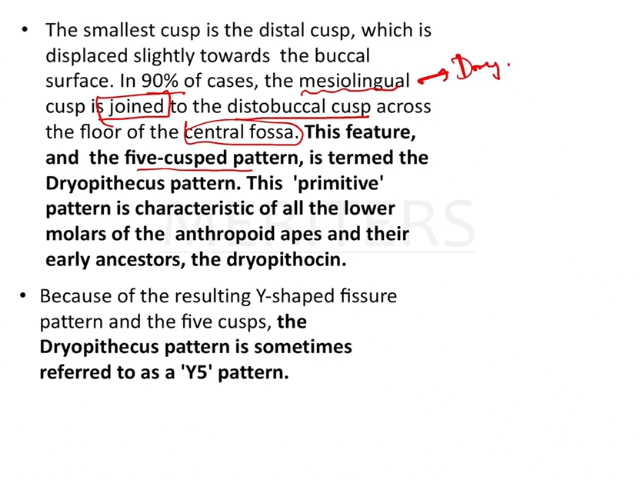 • The smallest cusp is the distal cusp, which is
displaced slightly towards the buccal
surface. In 90% of cases, the mesiolingual
cusp is joined to the distobuccal cusp across
the floor of the central fossa. This feature,
and the five-cusped pattern, is termed the
Dryopithecus pattern. This 'primitive'
pattern is characteristic of all the lower
molars of the anthropoid apes and their
early ancestors, the dryopithocin.
• Because of the resulting Y-shaped fissure
pattern and the five cusps, the
Dryopithecus pattern is sometimes
referred to as a 'Y5' pattern.
MERITERS